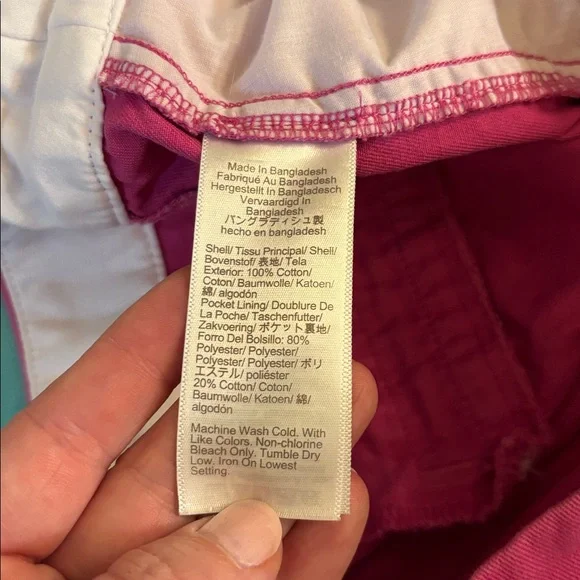 Made In Bangladesh
Fabriqué Au Bangladesh
Hergestellt In Bangladesch
Vervaardigd In
Bangladesh
バングラディシュ製
hecho en bangladesh
Shell/ Tissu Principal/ Shell/
Bovenstof/ 表地/ Tela
Exterior: 100% Cotton/
Coton/ Baumwolle/ Katoen/
綿/ algodón
Pocket Lining/ Doublure De
La Poche/ Taschenfutter/
Zakvoering/ ポケット裏地/
Forro Del Bolsillo: 80%
Polyester/ Polyester/
Polyester/ Polyester/ ポリ
エステル/ poliéster
20% Cotton/ Coton/
Baumwolle/ Katoen/ 綿/
algodón
Machine Wash Cold. With
Like Colors. Non-chlorine
Bleach Only. Tumble Dry
Low. Iron On Lowest
Setting